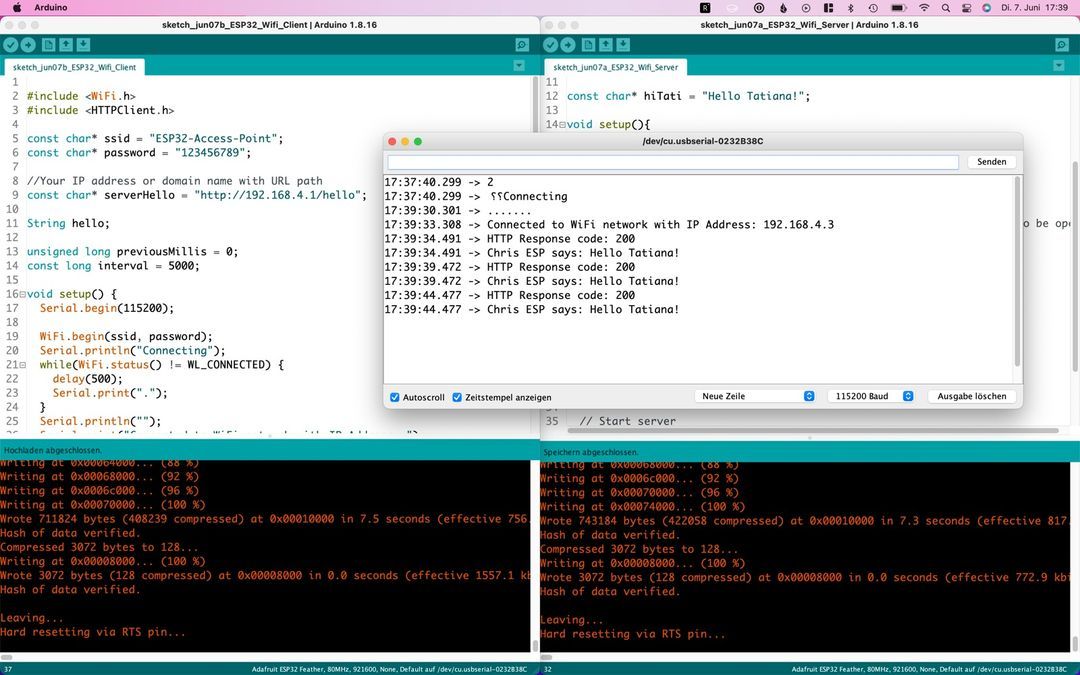 Arduino
Di. 7. Juni 17:39
sketch_jun07b_ESP32_Wifi_Client | Arduino 1.8.16
sketch_jun07b_ESP32_Wifi_Client
1
2 #include <WiFi.h>
3 #include <HTTPClient.h>
4
5 const char* ssid = "ESP32-Access-Point";
6 const char* password = "123456789";
7
8 //Your IP address or domain name with URL path
9 const char* serverHello = "http://192.168.4.1/hello";
10
11 String hello;
12
13 unsigned long previousMillis = 0;
14 const long interval = 5000;
15
16 void setup() {
17 Serial.begin(115200);
18
19 WiFi.begin(ssid, password);
20 Serial.println("Connecting");
21 while(WiFi.status() != WL_CONNECTED) {
22 delay(500);
23 Serial.print(".");
24 }
25 Serial.println("");
Hochladen abgeschlossen.
Writing at 0x00064000... (88 %)
Writing at 0x00068000... (92 %)
Writing at 0x0006c000... (96 %)
Writing at 0x00070000... (100 %)
Wrote 711824 bytes (408239 compressed) at 0x00010000 in 7.5 seconds (effective 756.
Hash of data verified.
Compressed 3072 bytes to 128...
Writing at 0x00008000... (100 %)
Wrote 3072 bytes (128 compressed) at 0x00008000 in 0.0 seconds (effective 1557.1 kb
Hash of data verified.
Leaving...
Hard resetting via RTS pin...
37
Adafruit ESP32 Feather, 80MHz, 921600, None, Default auf /dev/cu.usbserial-0232B38C
sketch_jun07a_ESP32_Wifi_Server | Arduino 1.8.16
sketch_jun07a_ESP32_Wifi_Server
11
12 const char* hiTati = "Hello Tatiana!";
13
14 void setup(){
o be ope
35 // Start server
Speichern abgeschlossen.
Writing at 0x00068000... (88 %)
Writing at 0x0006c000... (92 %)
Writing at 0x00070000... (96 %)
Writing at 0x00074000... (100 %)
Wrote 743184 bytes (422058 compressed) at 0x00010000 in 7.3 seconds (effective 817.
Hash of data verified.
Compressed 3072 bytes to 128...
Writing at 0x00008000... (100 %)
Wrote 3072 bytes (128 compressed) at 0x00008000 in 0.0 seconds (effective 772.9 kbi
Hash of data verified.
Leaving...
Hard resetting via RTS pin...
32
Adafruit ESP32 Feather, 80MHz, 921600, None, Default auf /dev/cu.usbserial-0232B38C
/dev/cu.usbserial-0232B38C
Senden
17:37:40.299 -> 2
17:37:40.299 -> ⸮⸮Connecting
17:39:30.301 -> .......
17:39:33.308 -> Connected to WiFi network with IP Address: 192.168.4.3
17:39:34.491 -> HTTP Response code: 200
17:39:34.491 -> Chris ESP says: Hello Tatiana!
17:39:39.472 -> HTTP Response code: 200
17:39:39.472 -> Chris ESP says: Hello Tatiana!
17:39:44.477 -> HTTP Response code: 200
17:39:44.477 -> Chris ESP says: Hello Tatiana!
Autoscroll Zeitstempel anzeigen Neue Zeile 115200 Baud Ausgabe löschen